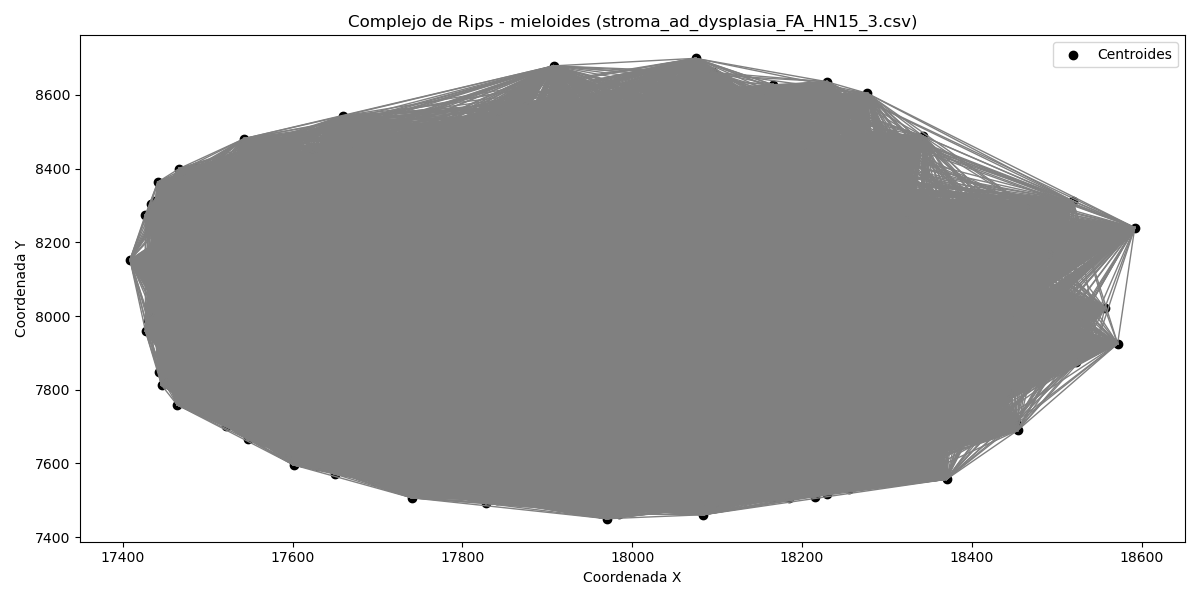 Complejo de Rips - mieloides (stroma_ad_dysplasia_FA_HN15_3.csv)
Centroides
8600
8400
8200
8000
7800
7600
7400
Coordenada Y
17400 17600 17800 18000 18200 18400 18600
Coordenada X